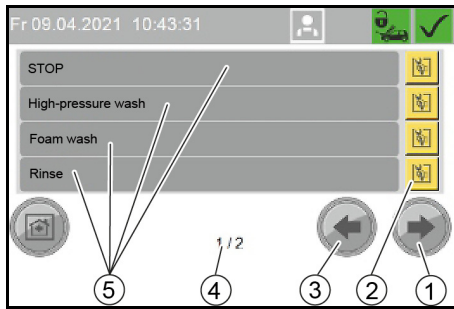 Fr 09.04.2021 10:43:31
STOP
High-pressure wash
Foam wash
Rinse
1 / 2
5 4 3 2 1